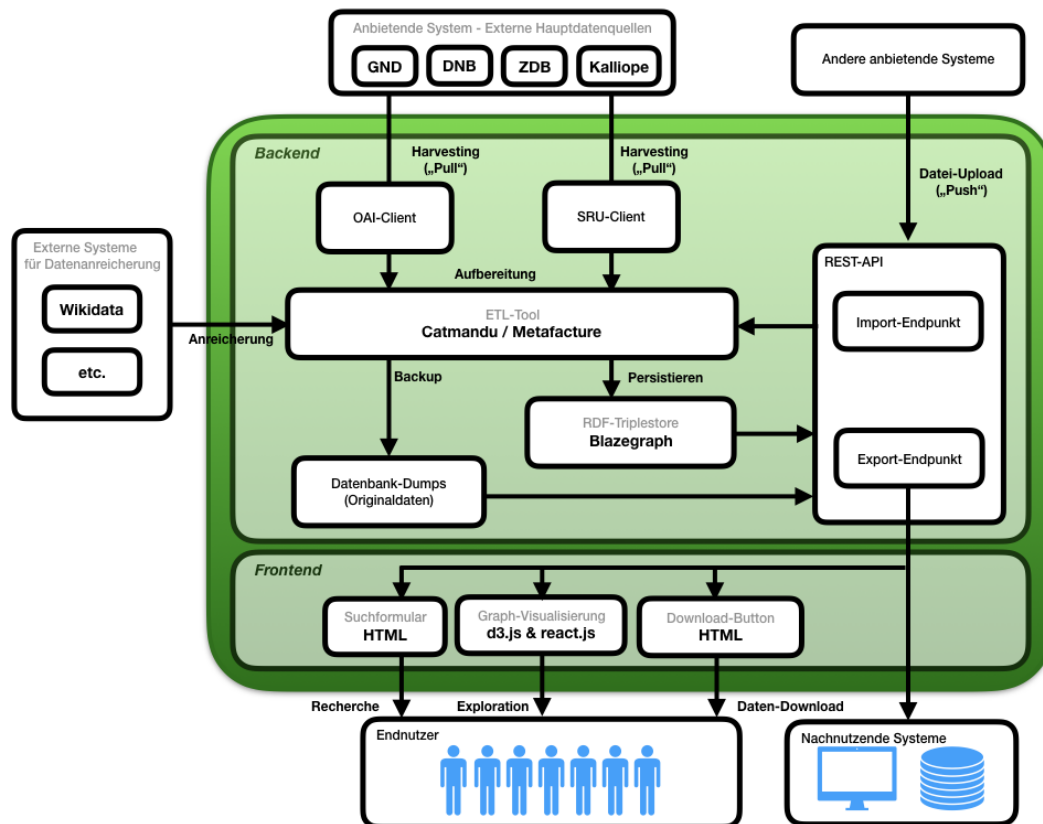 Anbietende System - Externe Hauptdatenquellen
GND
DNB
ZDB
Kalliope
Andere anbietende Systeme
Backend
Harvesting
(„Pull“)
Harvesting
(„Pull“)
Datei-Upload
(„Push“)
OAI-Client
SRU-Client
Externe Systeme
für Datenanreicherung
Wikidata
etc.
REST-API
Aufbereitung
ETL-Tool
Catmandu / Metafacture
Import-Endpunkt
Anreicherung
Backup
Persistieren
RDF-Triplestore
Blazegraph
Export-Endpunkt
Datenbank-Dumps
(Originaldaten)
Frontend
Suchformular
HTML
Graph-Visualisierung
d3.js & react.js
Download-Button
HTML
Recherche
Exploration
Daten-Download
Endnutzer
Nachnutzende Systeme